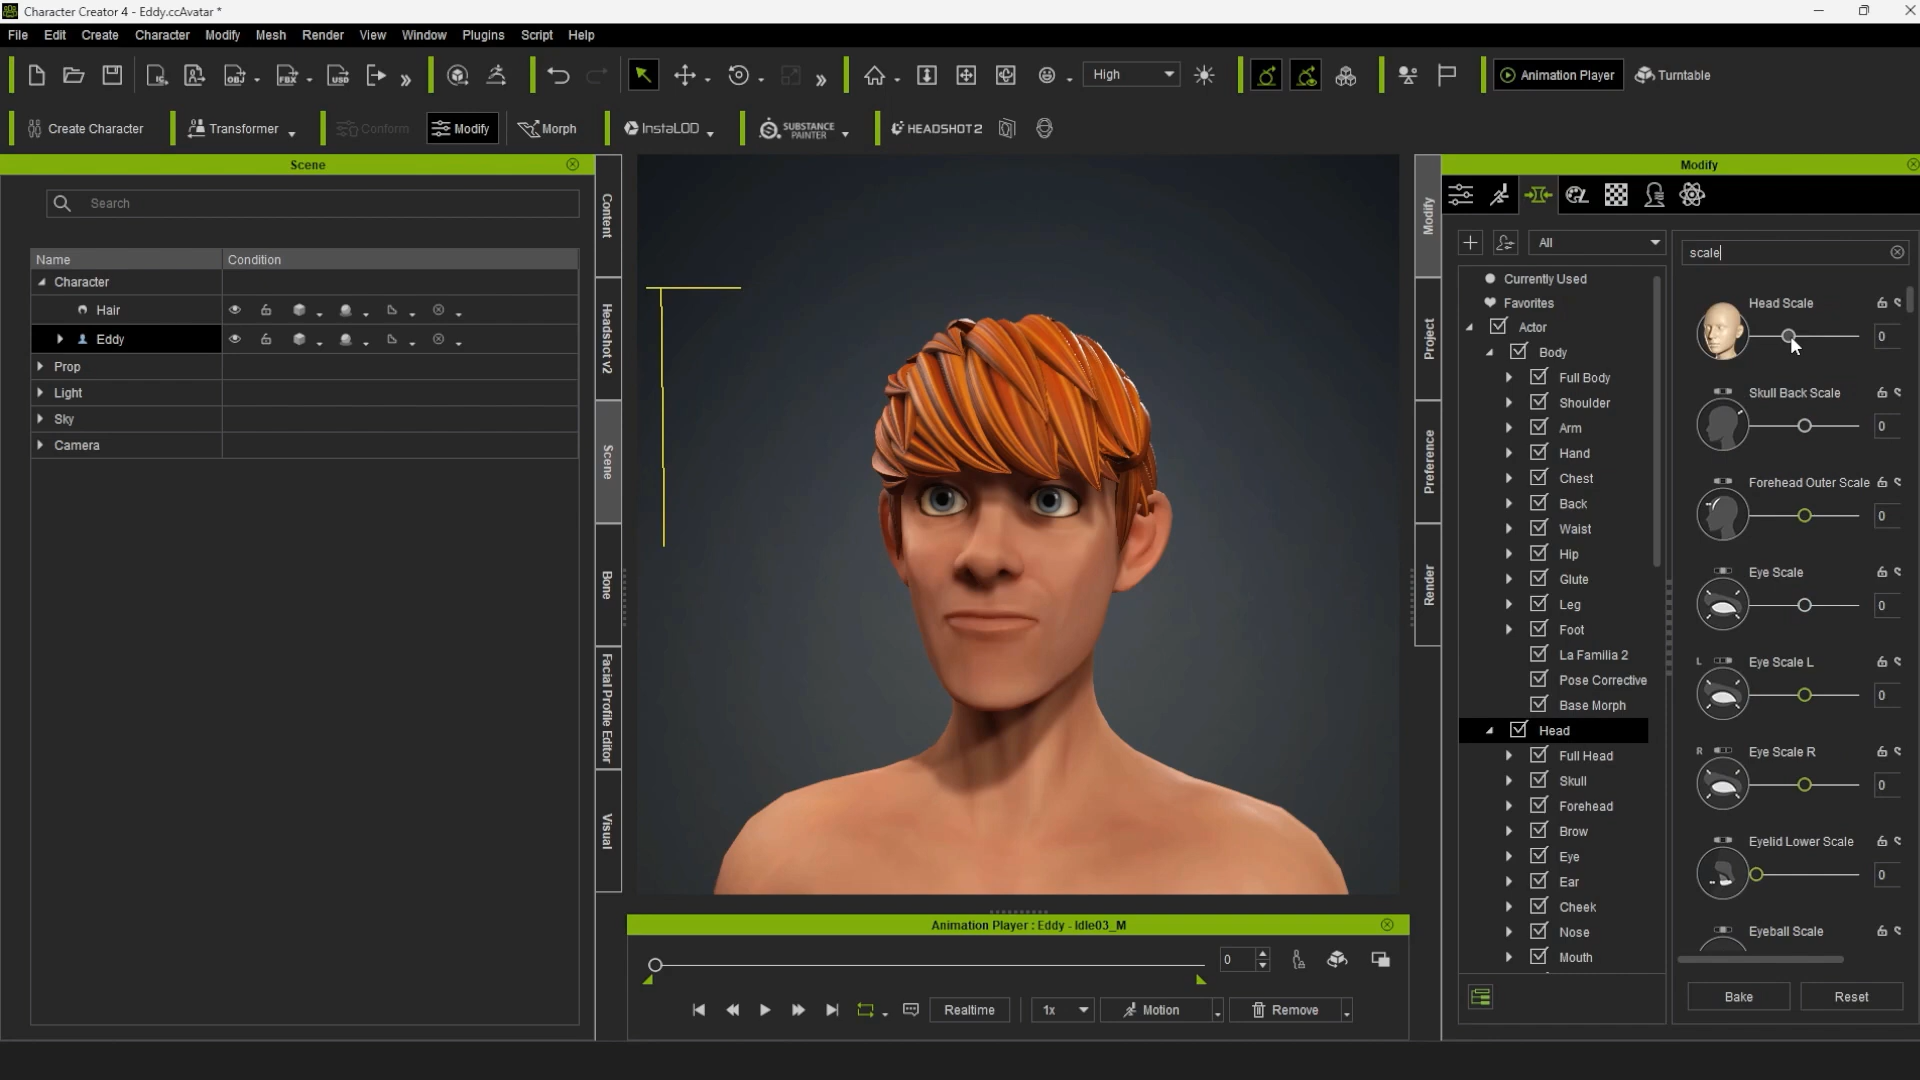 Character Creator 4 - Eddy.ccAvatar *
File Edit Create Character Modify Mesh Render View Window Plugins Script Help
High Animation Player Turntable
Create Character Transformer Conform Modify Morph InstaLOD SUBSTANCE PAINTER HEADSHOT 2
Scene
Search
Name Condition
Character
Hair
Eddy
Prop
Light
Sky
Camera
Content
Headshot v2
Scene
Bone
Facial Profile Editor
Visual
Animation Player : Eddy - Idle03_M
0
Realtime 1x Motion Remove
Modify
Project
Preference
Render
Modify
All
Currently Used
Favorites
Actor
Body
Full Body
Shoulder
Arm
Hand
Chest
Back
Waist
Hip
Glute
Leg
Foot
La Familia 2
Pose Corrective
Base Morph
Head
Full Head
Skull
Forehead
Brow
Eye
Ear
Cheek
Nose
Mouth
scale
Head Scale
0
Skull Back Scale
0
Forehead Outer Scale
0
Eye Scale
0
L Eye Scale L
0
R Eye Scale R
0
Eyelid Lower Scale
0
Eyeball Scale
Bake Reset